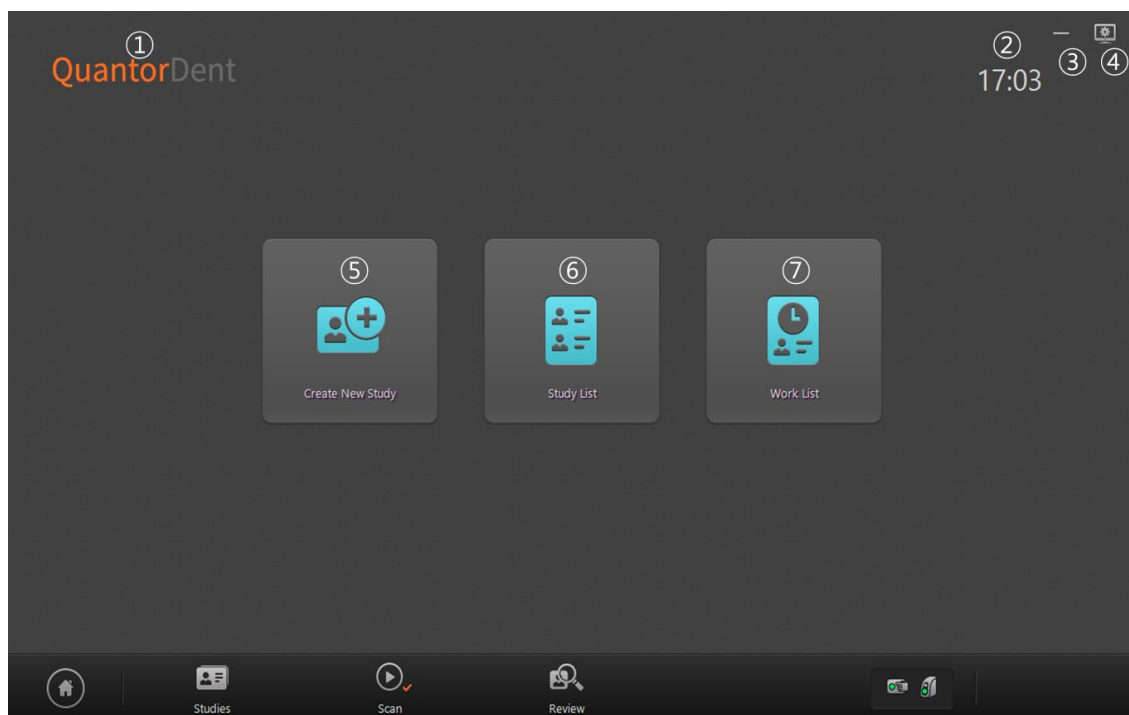 ①
QuantorDent
②
17:03
③ ④
⑤
Create New Study
⑥
Study List
⑦
Work List
Studies
Scan
Review